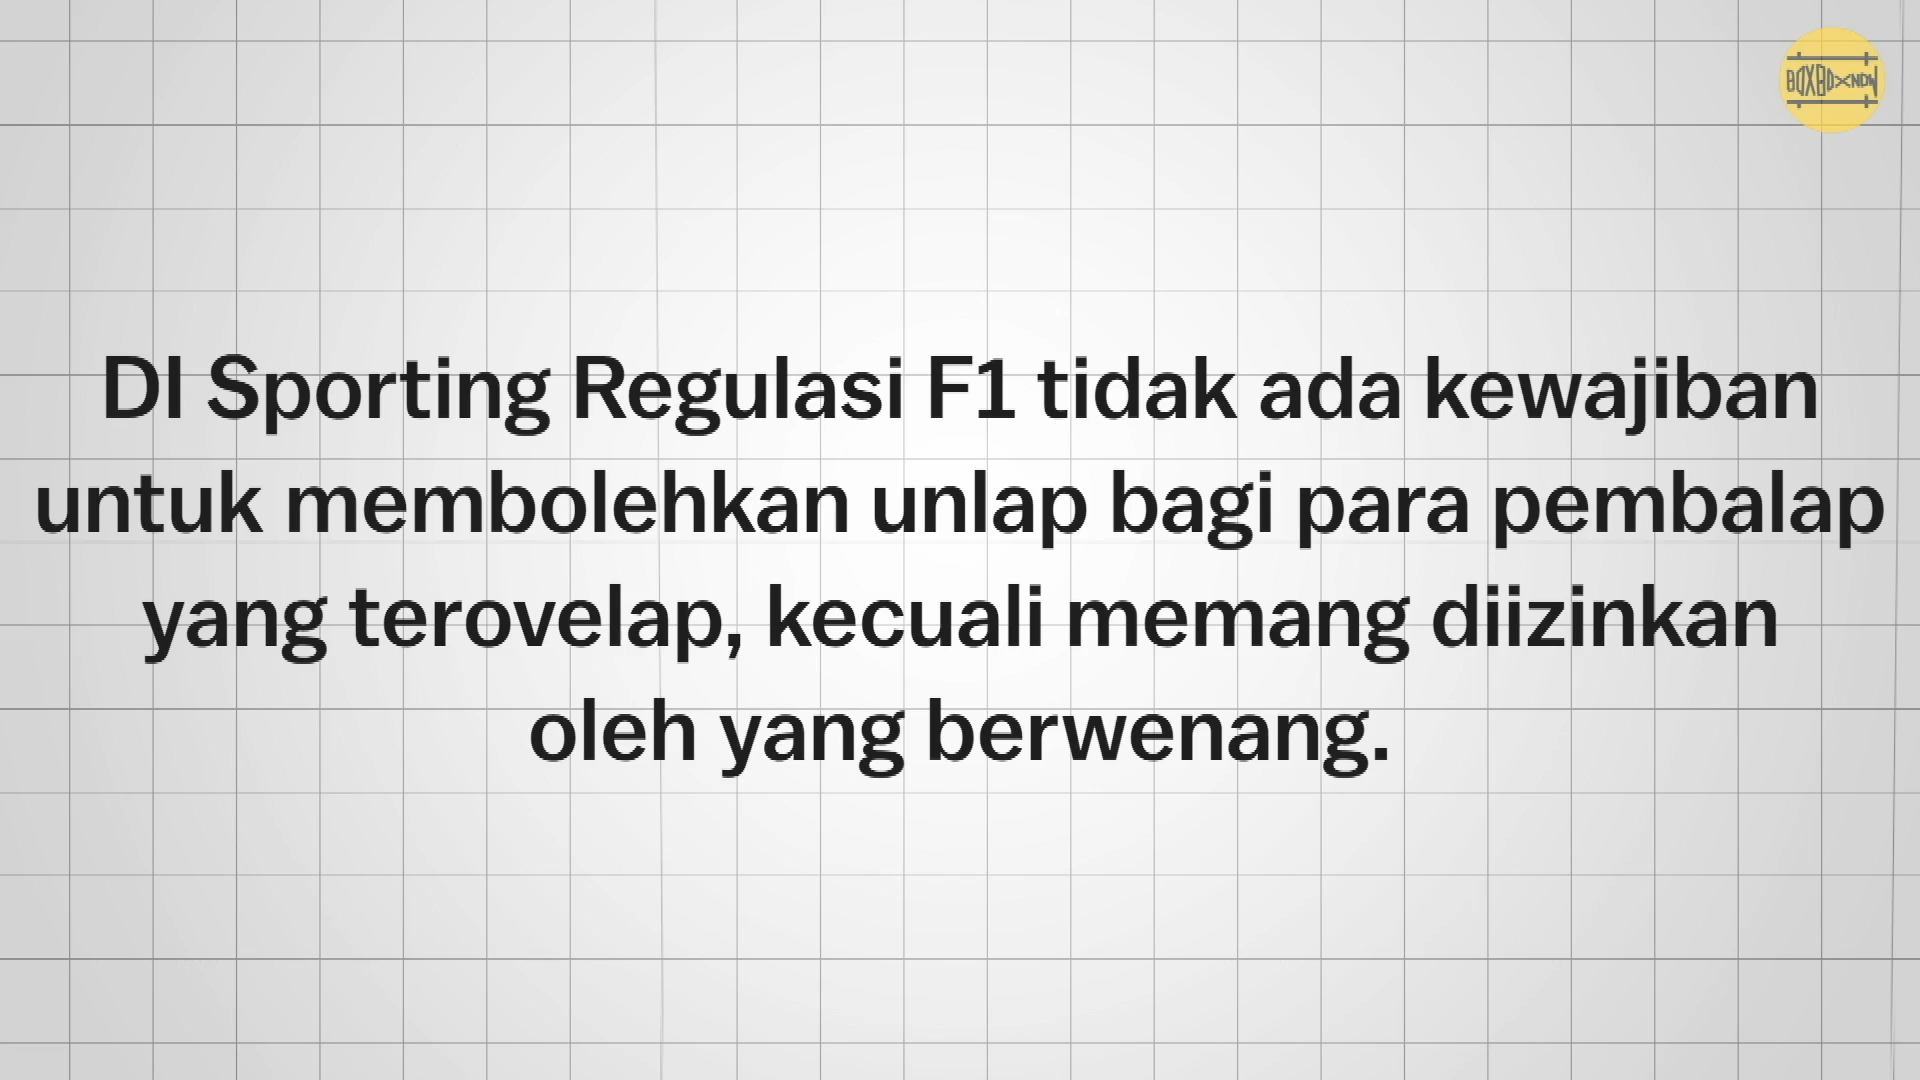 BOXBOXNOW
DI Sporting Regulasi F1 tidak ada kewajiban
untuk membolehkan unlap bagi para pembalap
yang terovelap, kecuali memang diizinkan
oleh yang berwenang.